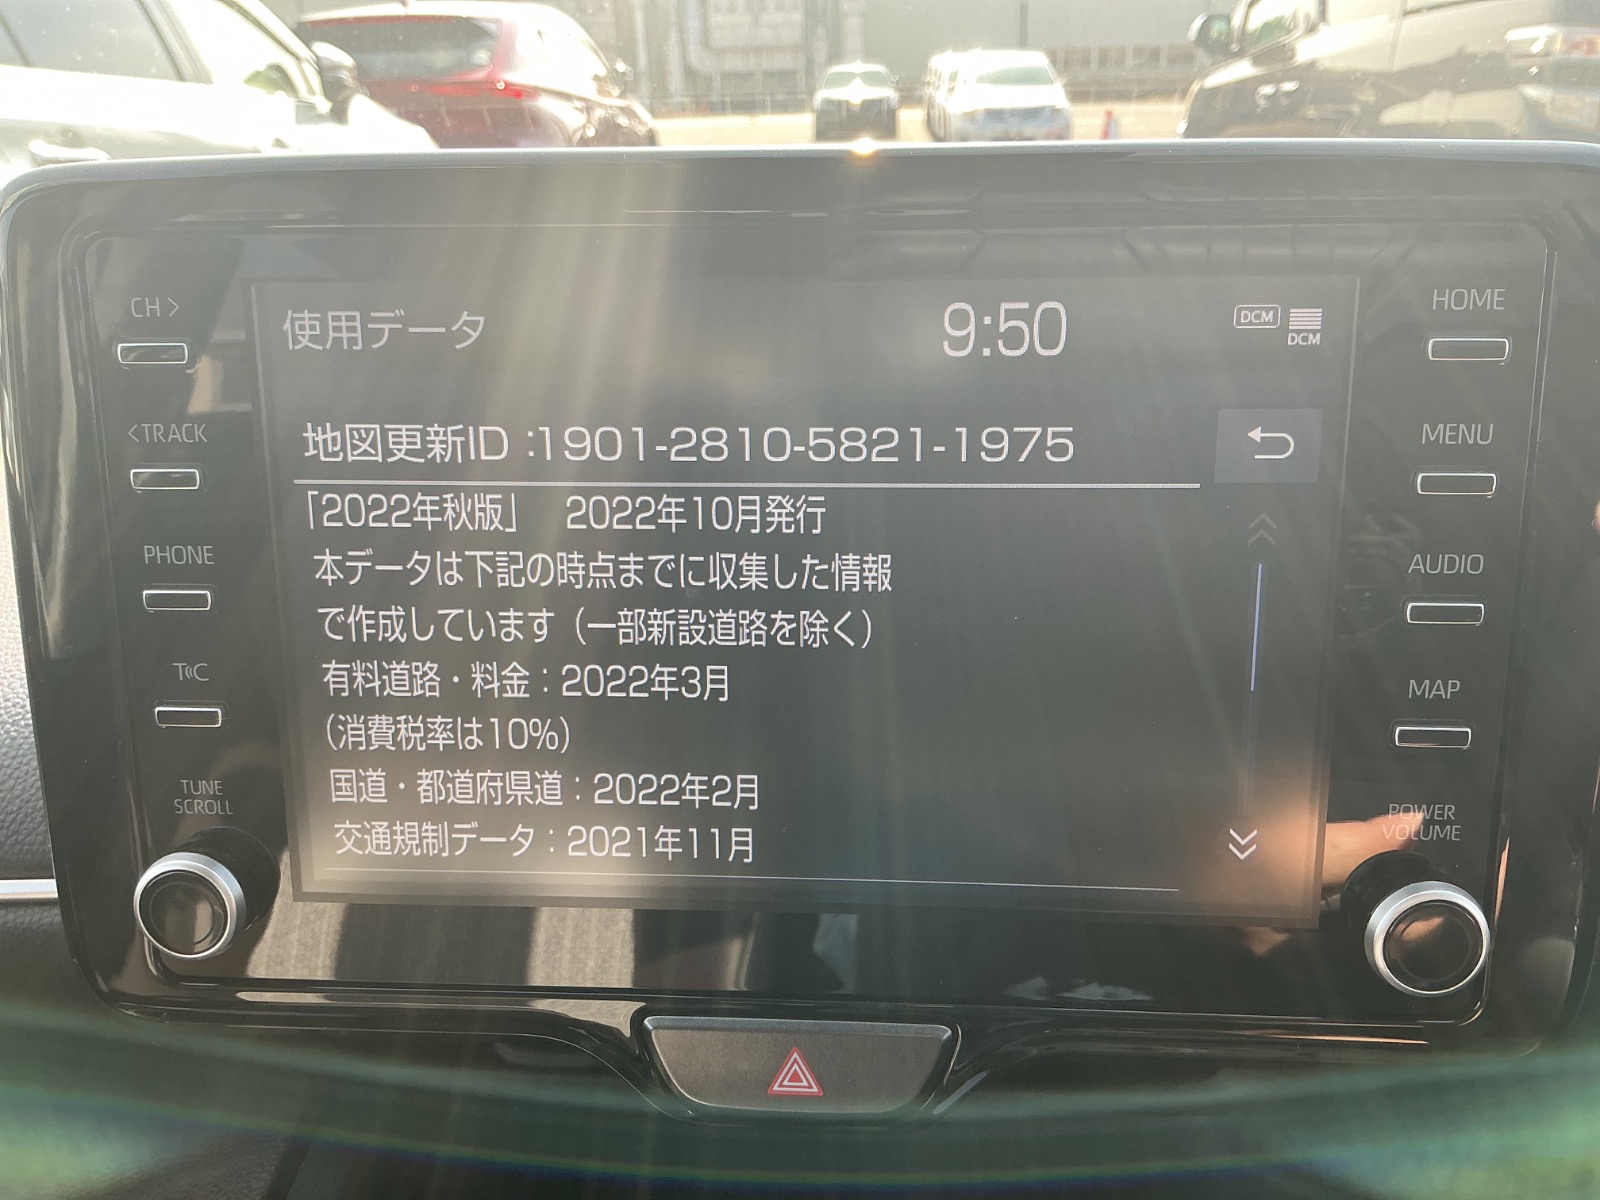 使用データ
9:50
DCM
DCM
地図更新ID :1901-2810-5821-1975
「2022年秋版」　2022年10月発行
本データは下記の時点までに収集した情報
で作成しています（一部新設道路を除く）
有料道路・料金：2022年3月
（消費税率は10%）
国道・都道府県道：2022年2月
交通規制データ：2021年11月
CH >
<TRACK
PHONE
T«C
TUNE
SCROLL
HOME
MENU
AUDIO
MAP
POWER
VOLUME